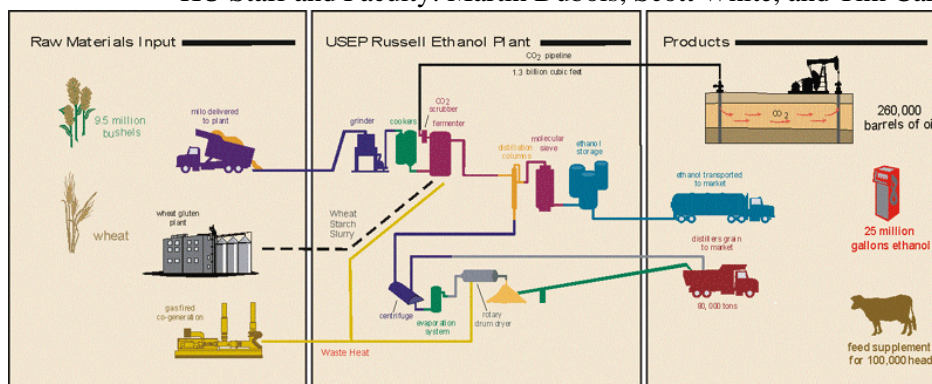 KU Staff and Faculty: Martin Dubois, Scott White, and Tim Car
Raw Materials Input
USEP Russell Ethanol Plant
Products
CO2 pipeline
1.3 billion cubic feet
9.5 million
bushels
milo delivered
to plant
grinder
cookers
CO2
scrubber
fermenter
distillation
columns
molecular
sieve
ethanol
storage
CO2
260,000
barrels of oil
ethanol transported
to market
wheat
wheat gluten
plant
Wheat
Starch
Slurry
25 million
gallons ethanol
distillers grain
to market
80,000 tons
gas fired
co-generation
centrifuge
evaporation
system
rotary
drum dryer
Waste Heat
feed supplement
for 100,000 head